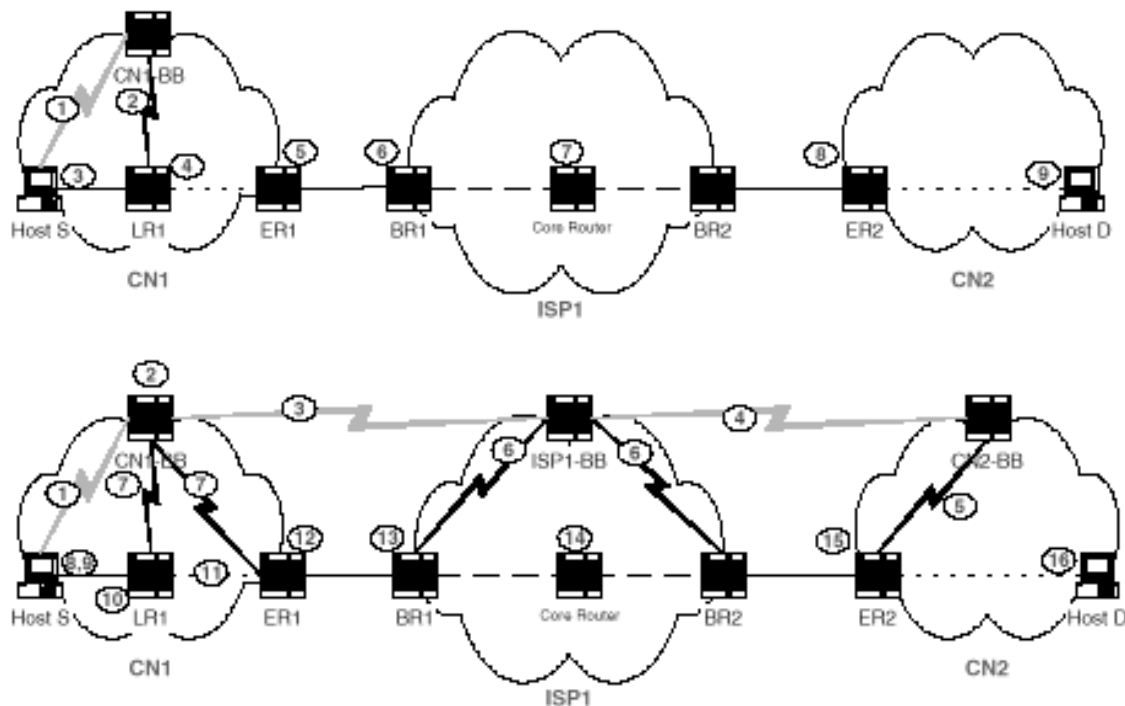 CN1-BB
1
2
3
4
5
6
7
8
9
Host S
LR1
ER1
BR1
Core Router
BR2
ER2
Host D
CN1
ISP1
CN2
2
3
4
CN1-BB
ISP1-BB
CN2-BB
1
7
7
6
6
5
8,9
10
11
12
13
14
15
16
Host S
LR1
ER1
BR1
Core Router
BR2
ER2
Host D
CN1
ISP1
CN2